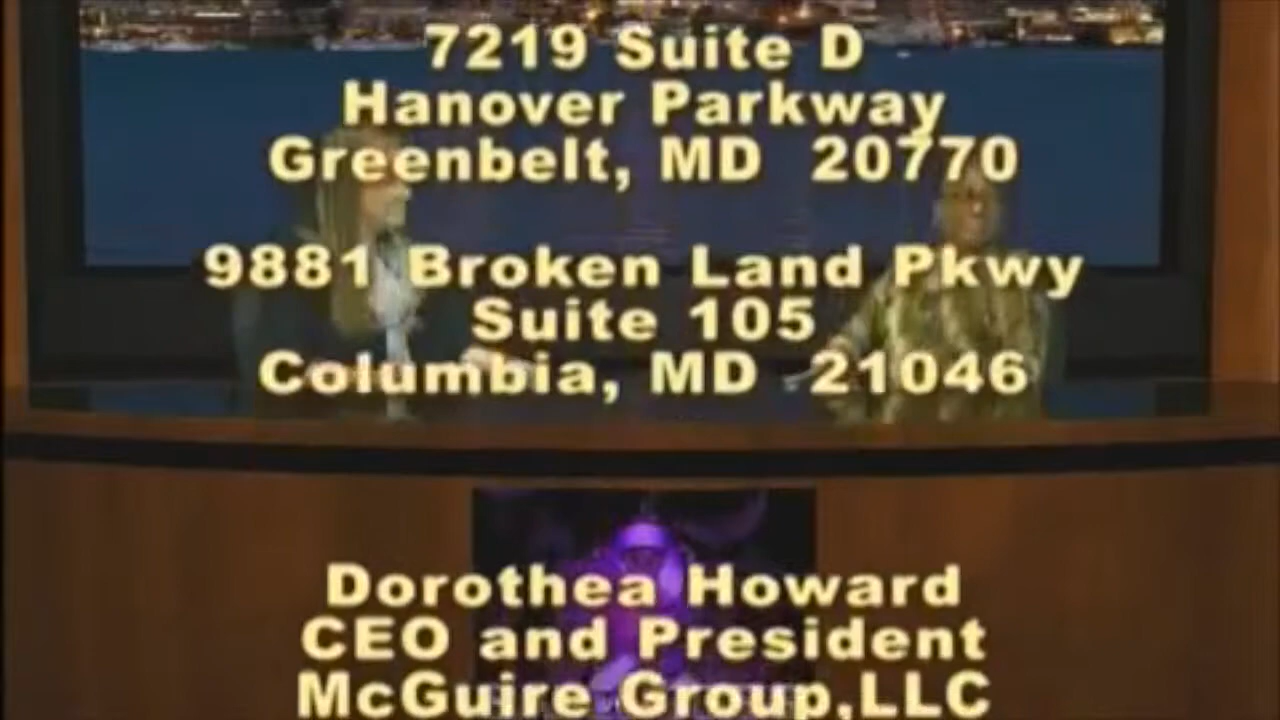 7219 Suite D
Hanover Parkway
Greenbelt, MD 20770
9881 Broken Land Pkwy
Suite 105
Columbia, MD 21046
Dorothea Howard
CEO and President
McGuire Group,LLC